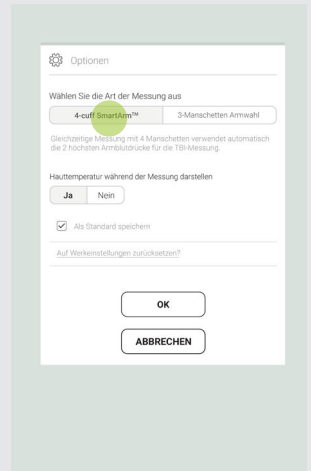 Optionen
Wählen Sie die Art der Messung aus
4-cuff SmartArm™ 3-Manschetten Armwahl
Gleichzeitige Messung mit 4 Manschetten verwendet automatisch
die 2 höchsten Armblutdrücke für die TBI-Messung.
Hauttemperatur während der Messung darstellen
Ja Nein
Als Standard speichern
Auf Werkeinstellungen zurücksetzen?
OK
ABBRECHEN